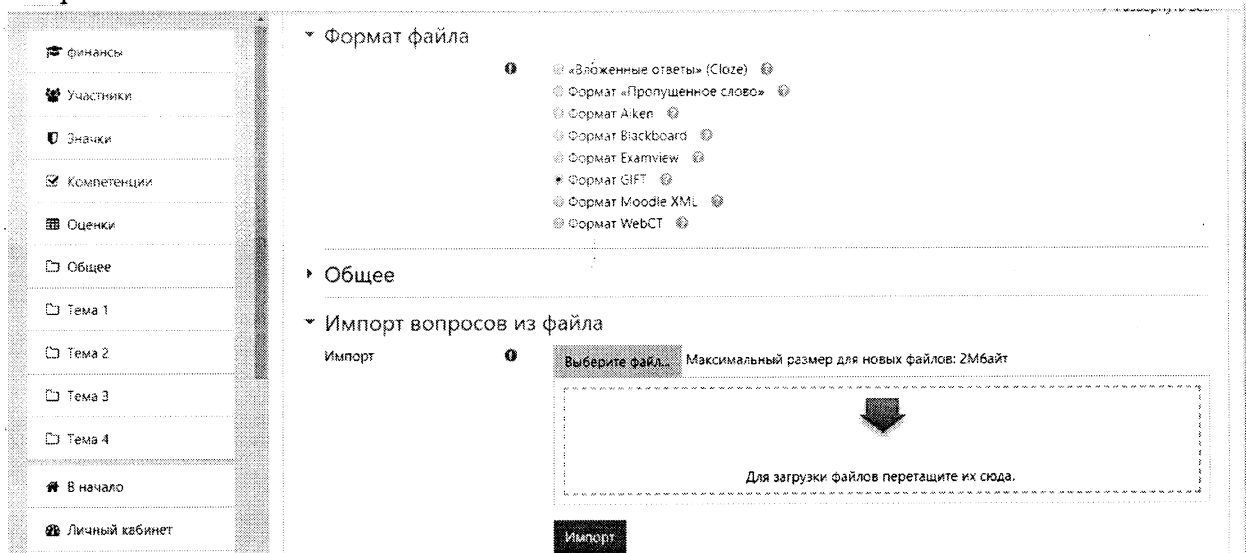 Формат файла
финансы
Участники
Значки
Компетенции
Оценки
Общее
Тема 1
Тема 2
Тема 3
Тема 4
В начало
Личный кабинет
«Вложенные ответы» (Cloze)
Формат «Пропущенное слово»
Формат Aiken
Формат Blackboard
Формат Examview
Формат GIFT
Формат Moodle XML
Формат WebCT
Общее
Импорт вопросов из файла
Импорт
Выберите файл... Максимальный размер для новых файлов: 2Мбайт
Для загрузки файлов перетащите их сюда.
Импорт